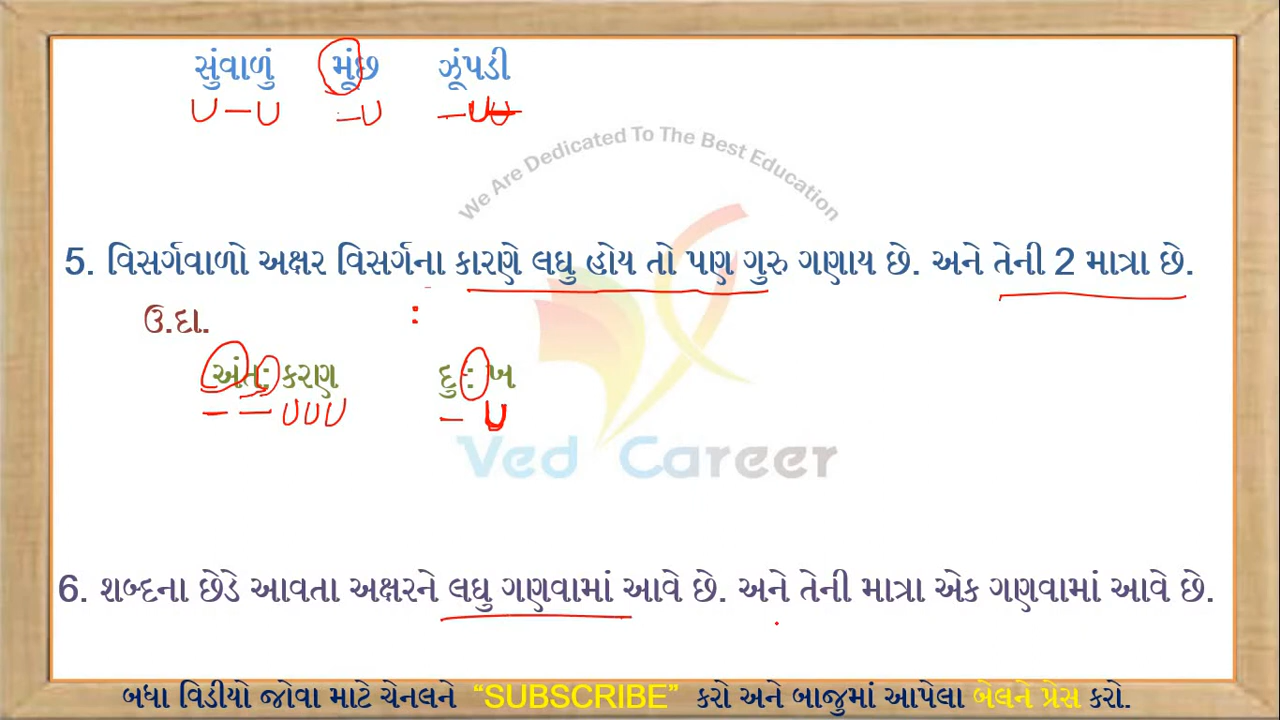 સુંવાળું મૂંછ ઝૂંપડી
U – U – U – U U
We Are Dedicated To The Best Education
5. વિસર્ગવાળો અક્ષર વિસર્ગના કારણે લઘુ હોય તો પણ ગુરુ ગણાય છે. અને તેની 2 માત્રા છે.
ઉ.દા. :
અંત: કરણ દુ : ખ
– – U U U – U
Ved Career
6. શબ્દના છેડે આવતા અક્ષરને લઘુ ગણવામાં આવે છે. અને તેની માત્રા એક ગણવામાં આવે છે.
બધા વિડીયો જોવા માટે ચેનલને “SUBSCRIBE” કરો અને બાજુમાં આપેલા બેલને પ્રેસ કરો.